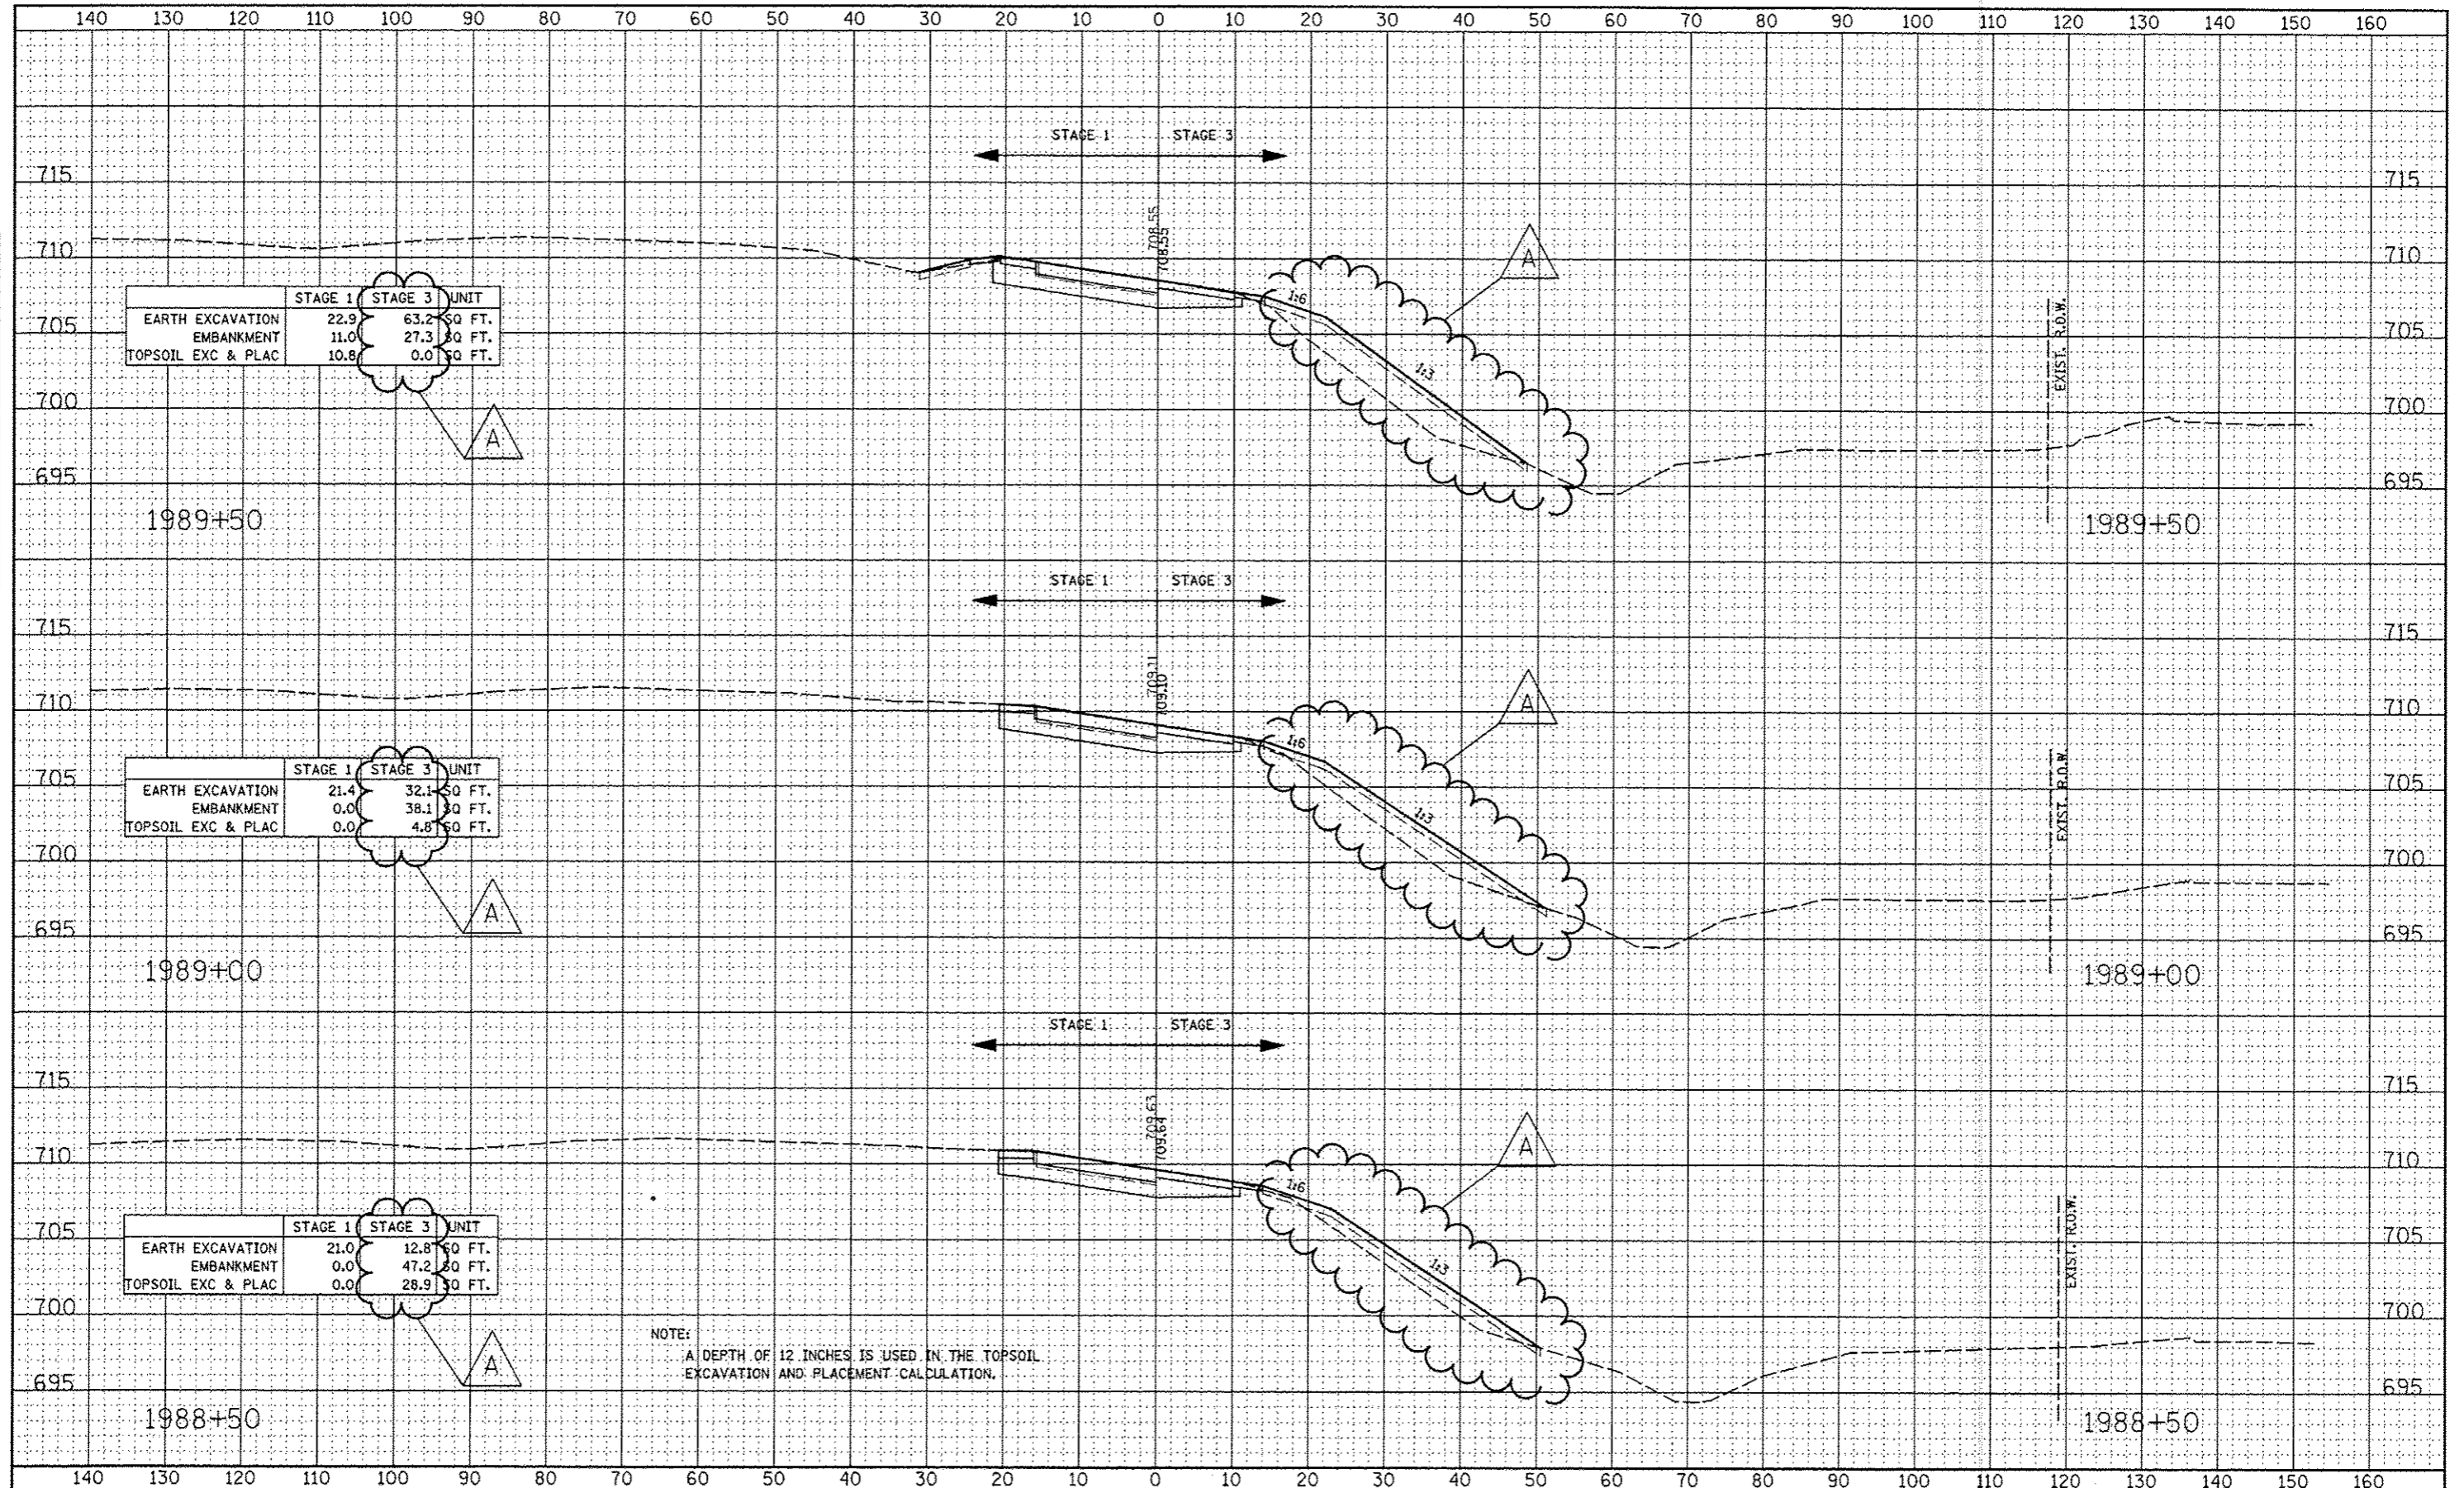 140 130 120 110 100 90 80 70 60 50 40 30 20 10 0 10 20 30 40 50 60 70 80 90 100 110 120 130 140 150 160
STAGE 1 STAGE 3
715 715
708.55
708.55
710 710
A
1:6
STAGE 1 STAGE 3 UNIT
EARTH EXCAVATION 22.9 63.2 SQ FT.
EMBANKMENT 11.0 27.3 SQ FT.
TOPSOIL EXC & PLAC 10.8 0.0 SQ FT.
705 705
EXIST. R.O.W.
1:3
700 700
A
695 695
1989+50 1989+50
STAGE 1 STAGE 3
715 715
709.11
709.10
710 710
A
1:6
STAGE 1 STAGE 3 UNIT
EARTH EXCAVATION 21.4 32.1 SQ FT.
EMBANKMENT 0.0 38.1 SQ FT.
TOPSOIL EXC & PLAC 0.0 4.8 SQ FT.
705 705
EXIST. R.O.W.
1:3
700 700
A
695 695
1989+00 1989+00
STAGE 1 STAGE 3
715 715
709.63
709.64
710 710
A
1:6
STAGE 1 STAGE 3 UNIT
EARTH EXCAVATION 21.0 12.8 SQ FT.
EMBANKMENT 0.0 47.2 SQ FT.
TOPSOIL EXC & PLAC 0.0 28.9 SQ FT.
705 705
EXIST. R.O.W.
1:3
700 700
A
NOTE:
A DEPTH OF 12 INCHES IS USED IN THE TOPSOIL
EXCAVATION AND PLACEMENT CALCULATION.
695 695
1988+50 1988+50
140 130 120 110 100 90 80 70 60 50 40 30 20 10 0 10 20 30 40 50 60 70 80 90 100 110 120 130 140 150 160